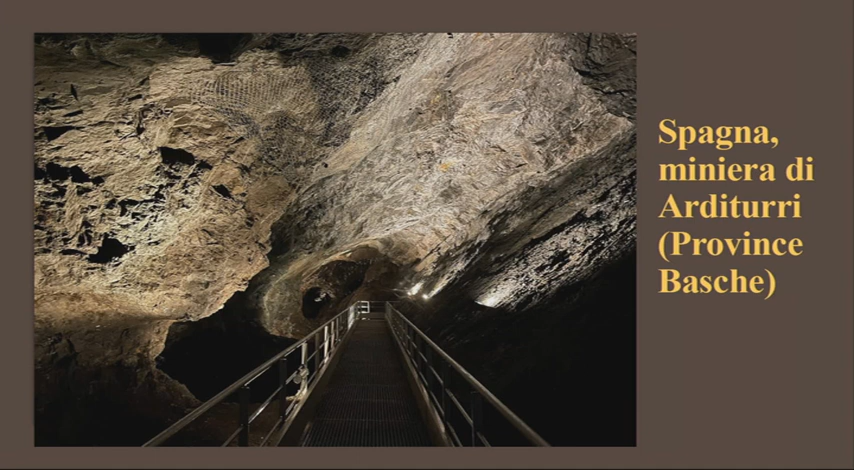 Spagna,
miniera di
Arditurri
(Province
Basche)